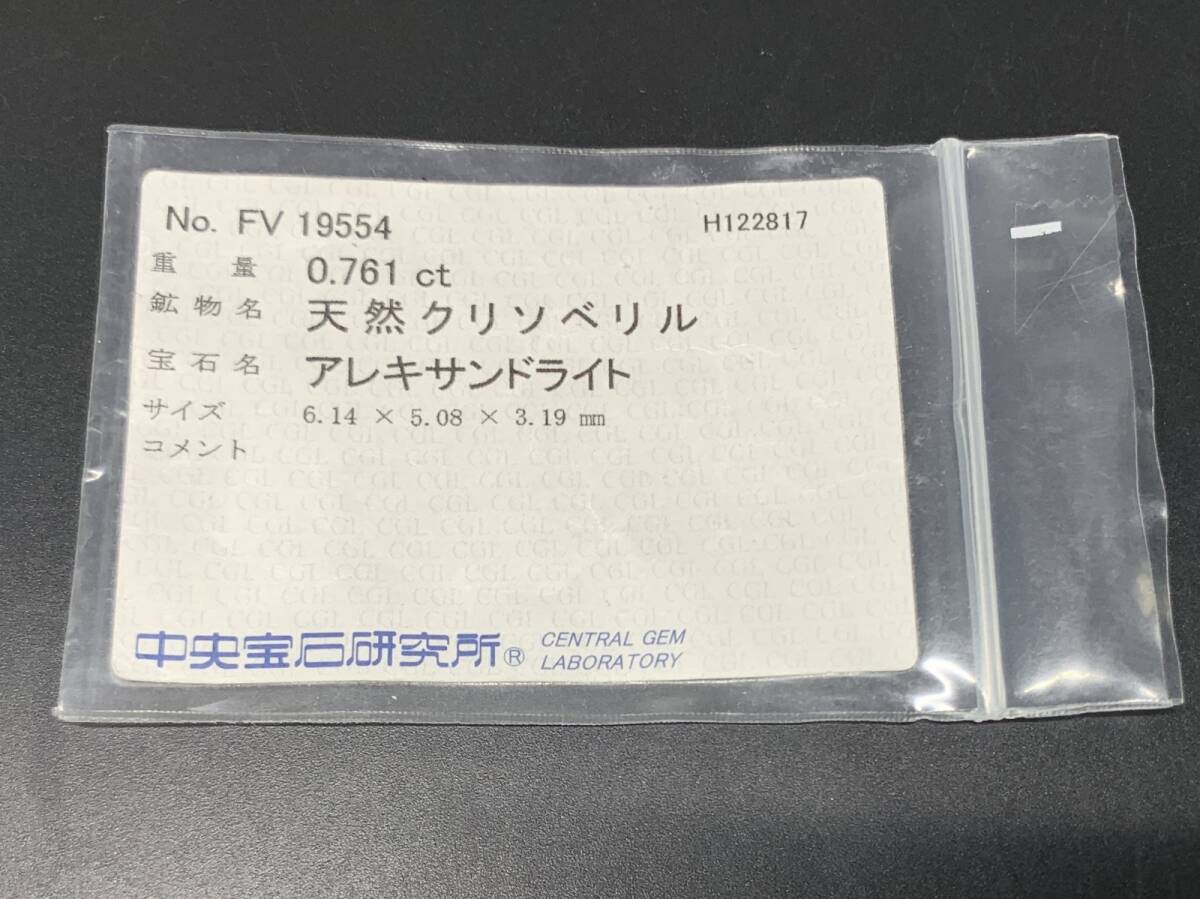 No. FV 19554 H122817
重 量 0.761 ct
鉱物名 天然クリソベリル
宝石名 アレキサンドライト
サイズ 6.14 × 5.08 × 3.19 mm
コメント
中央宝石研究所® CENTRAL GEM LABORATORY